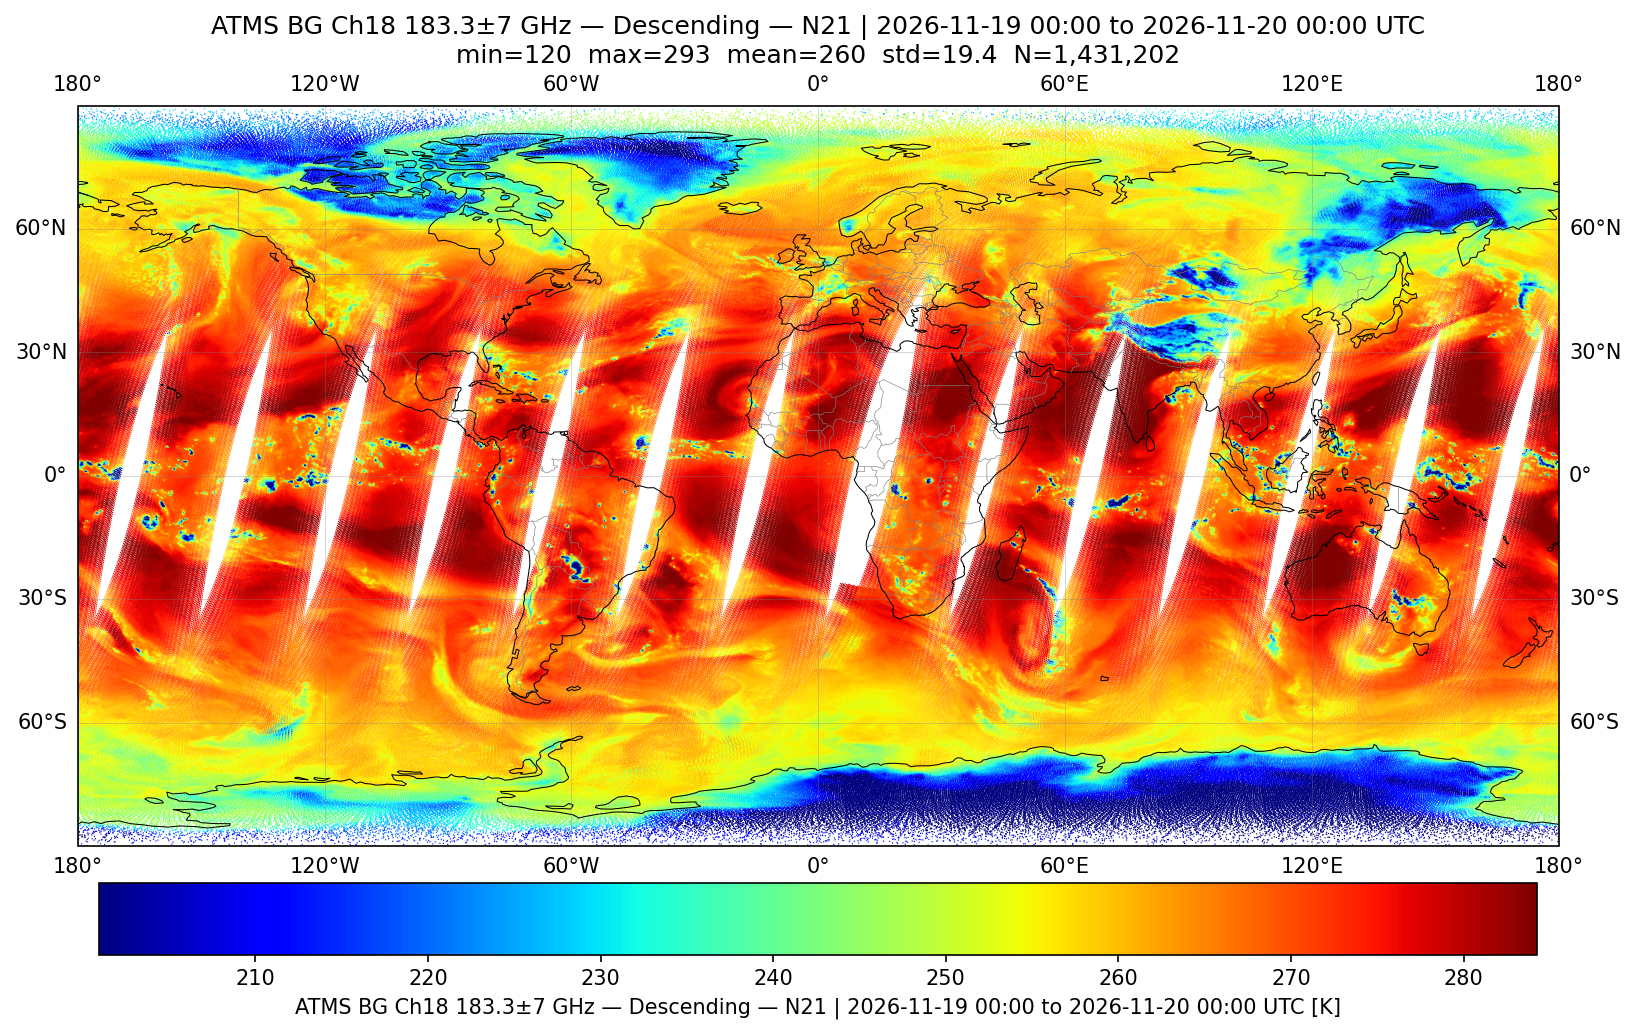 ATMS BG Ch18 183.3±7 GHz — Descending — N21 | 2026-11-19 00:00 to 2026-11-20 00:00 UTC
min=120 max=293 mean=260 std=19.4 N=1,431,202
180° 120°W 60°W 0° 60°E 120°E 180°
60°N 60°N
30°N 30°N
0° 0°
30°S 30°S
60°S 60°S
180° 120°W 60°W 0° 60°E 120°E 180°
210 220 230 240 250 260 270 280
ATMS BG Ch18 183.3±7 GHz — Descending — N21 | 2026-11-19 00:00 to 2026-11-20 00:00 UTC [K]